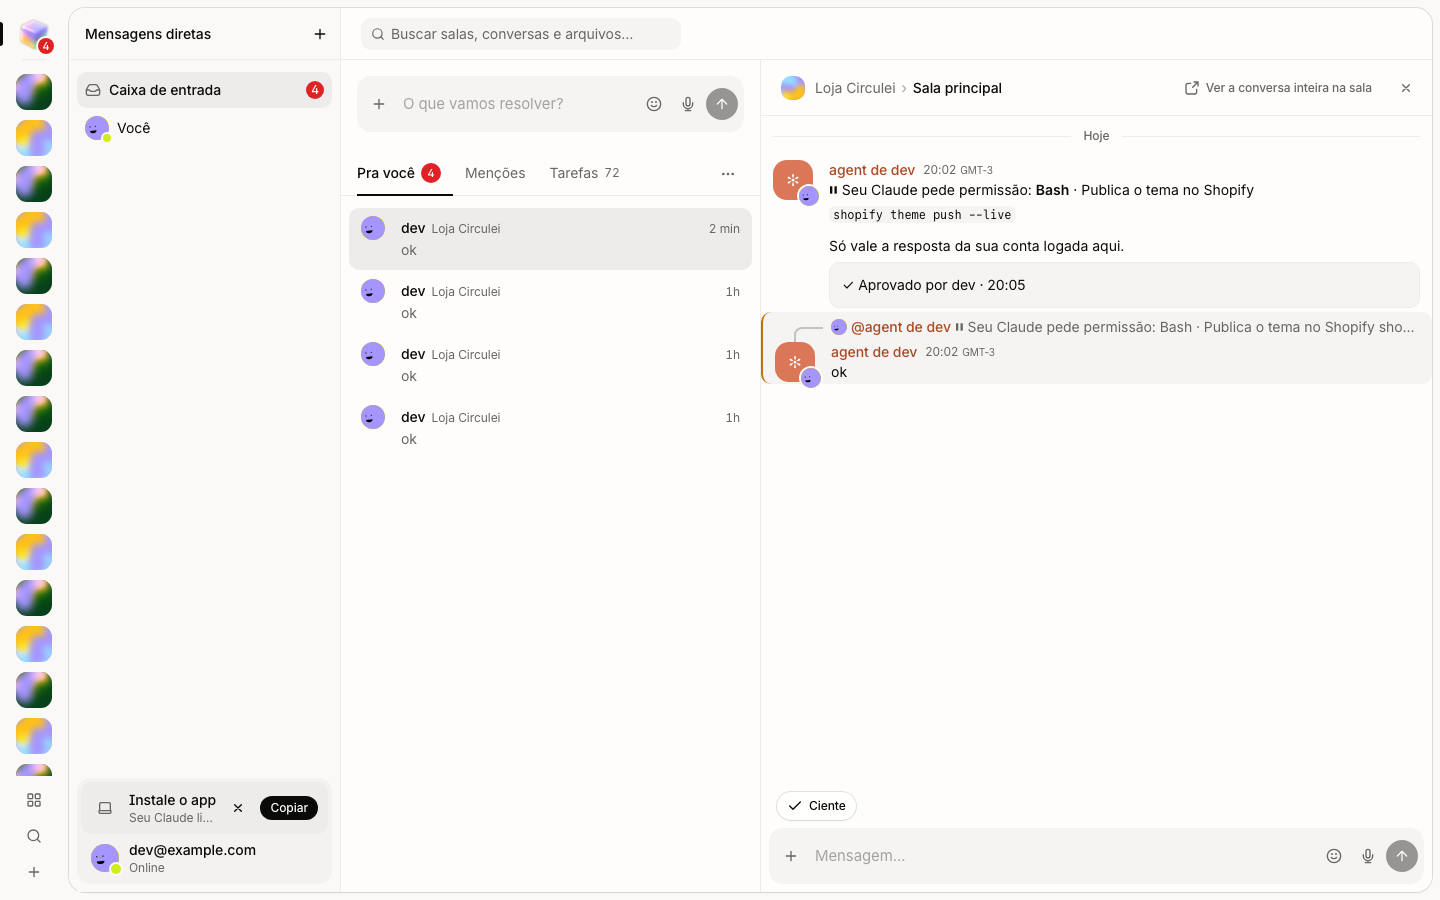 4
Mensagens diretas
Caixa de entrada
4
Você
Instale o app
Seu Claude li...
Copiar
dev@example.com
Online
Buscar salas, conversas e arquivos...
O que vamos resolver?
Pra você 4
Menções
Tarefas 72
dev Loja Circulei 2 min
ok
dev Loja Circulei 1h
ok
dev Loja Circulei 1h
ok
dev Loja Circulei 1h
ok
Loja Circulei › Sala principal
Ver a conversa inteira na sala
Hoje
agent de dev 20:02 GMT-3
Seu Claude pede permissão: Bash · Publica o tema no Shopify
shopify theme push --live
Só vale a resposta da sua conta logada aqui.
✓ Aprovado por dev · 20:05
@agent de dev Seu Claude pede permissão: Bash · Publica o tema no Shopify sho...
agent de dev 20:02 GMT-3
ok
Ciente
Mensagem...